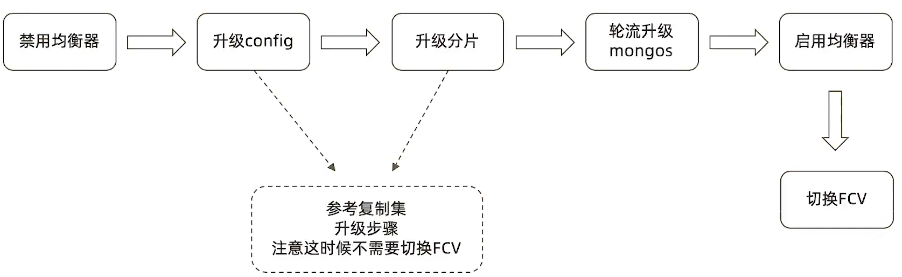 禁用均衡器
升级config
升级分片
轮流升级
mongos
启用均衡器
参考复制集
升级步骤
注意这时候不需要切换FCV
切换FCV